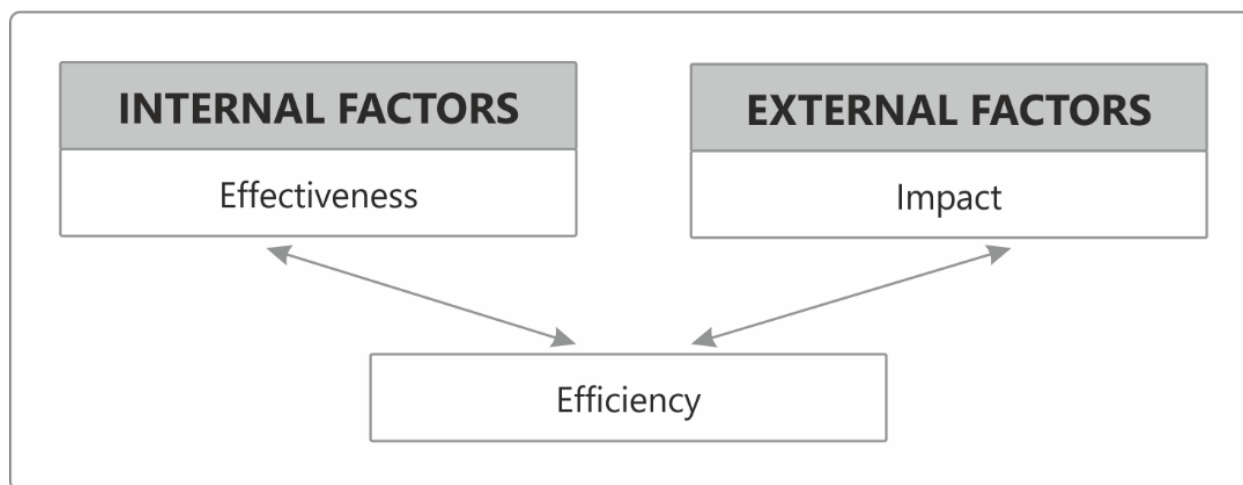 INTERNAL FACTORS
Effectiveness
EXTERNAL FACTORS
Impact
Efficiency